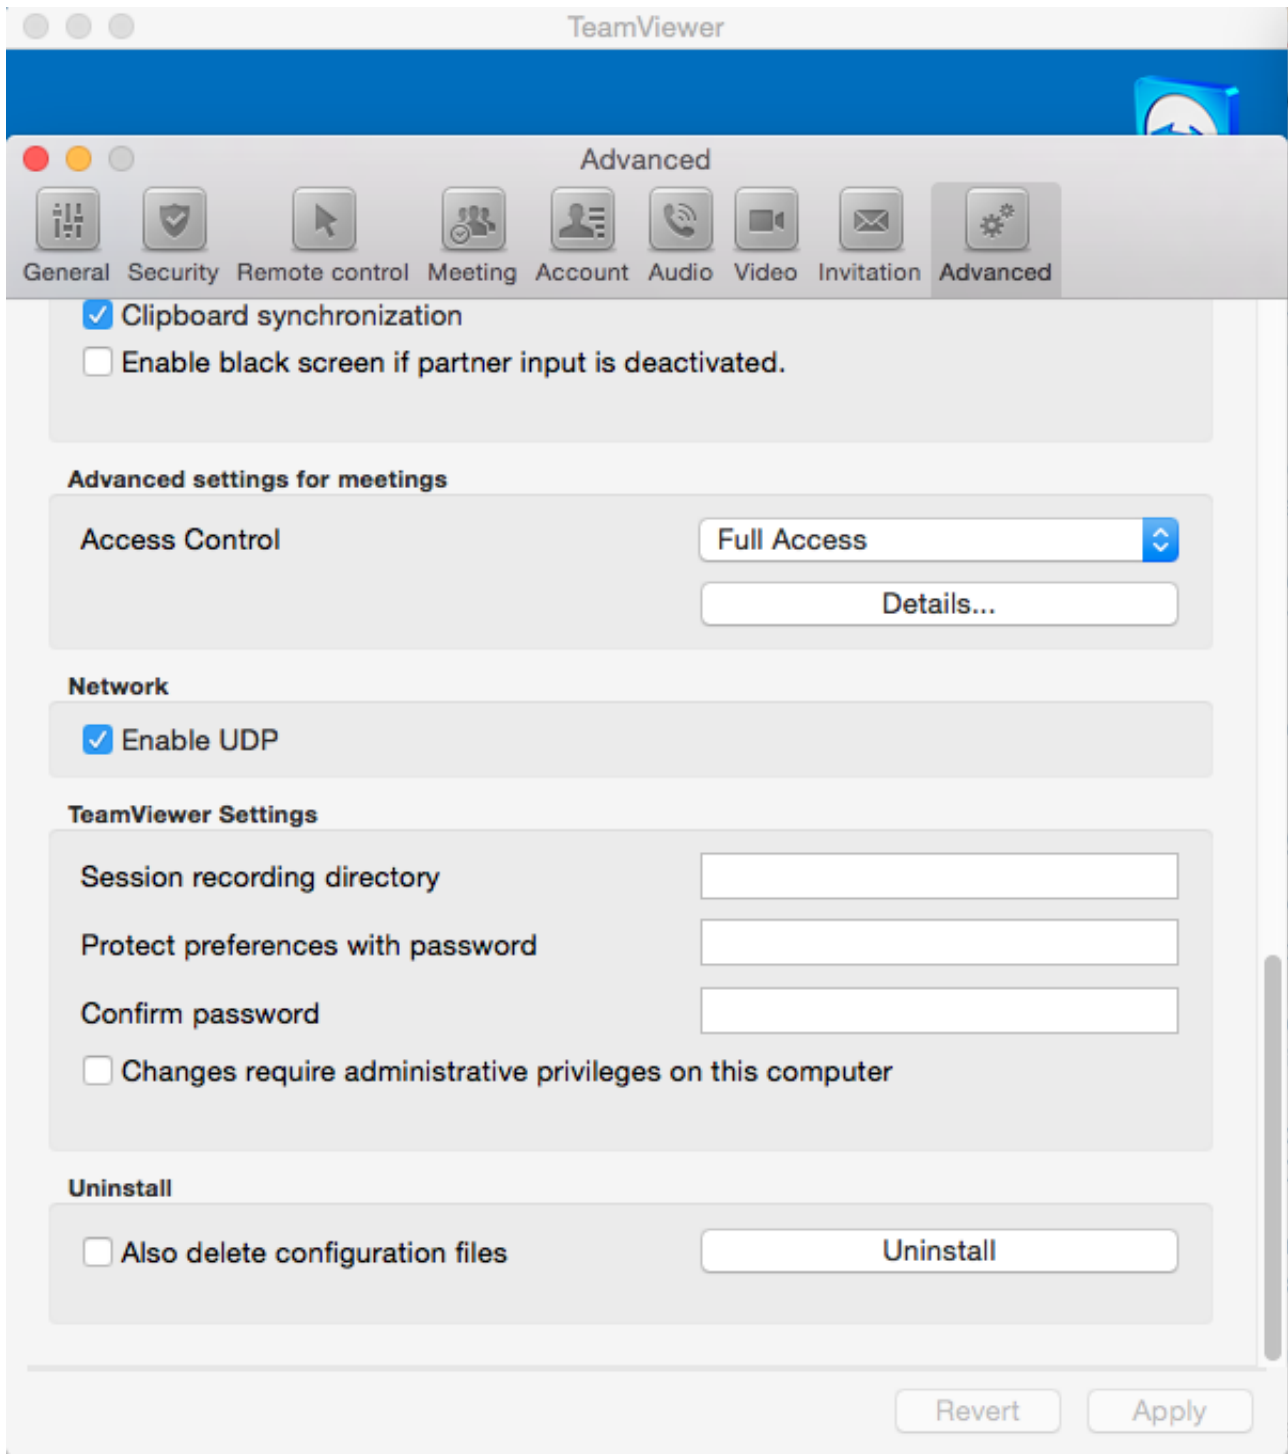 TeamViewer
Advanced
General Security Remote control Meeting Account Audio Video Invitation Advanced
Clipboard synchronization
Enable black screen if partner input is deactivated.
Advanced settings for meetings
Access Control Full Access
Details...
Network
Enable UDP
TeamViewer Settings
Session recording directory
Protect preferences with password
Confirm password
Changes require administrative privileges on this computer
Uninstall
Also delete configuration files Uninstall
Revert Apply